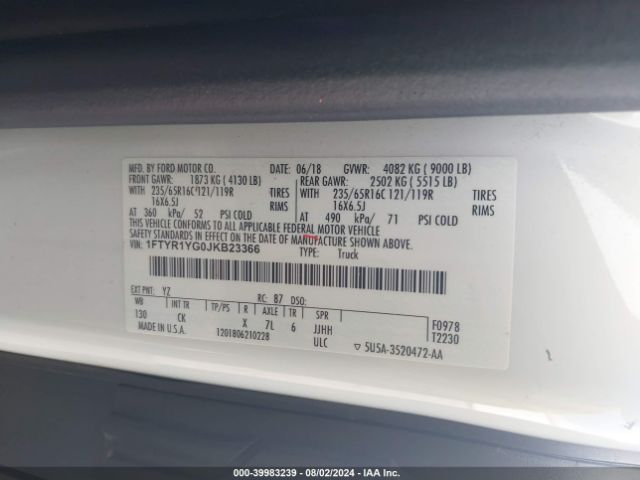 MFD. BY FORD MOTOR CO.
DATE: 06/18 GVWR: 4082 KG ( 9000 LB)
FRONT GAWR: 1873 KG ( 4130 LB)
REAR GAWR: 2502 KG ( 5515 LB)
WITH 235/65R16C 121/119R TIRES
WITH 235/65R16C 121/119R TIRES
16X6.5J RIMS
16X6.5J RIMS
AT 360 kPa/ 52 PSI COLD
AT 490 kPa/ 71 PSI COLD
THIS VEHICLE CONFORMS TO ALL APPLICABLE FEDERAL MOTOR VEHICLE
SAFETY STANDARDS IN EFFECT ON THE DATE OF MANUFACTURE SHOWN ABOVE.
VIN: 1FTYR1YG0JKB23366
TYPE: Truck
EXT PNT: YZ RC: 87 DSO:
WB INT TR TP/PS R AXLE TR SPR
130 CK X 7L 6 JJHH
F0978
T2230
MADE IN U.S.A. 1201806210228 ULC
▽ 5USA-3520472-AA
000-39983239 - 08/02/2024 - IAA Inc.